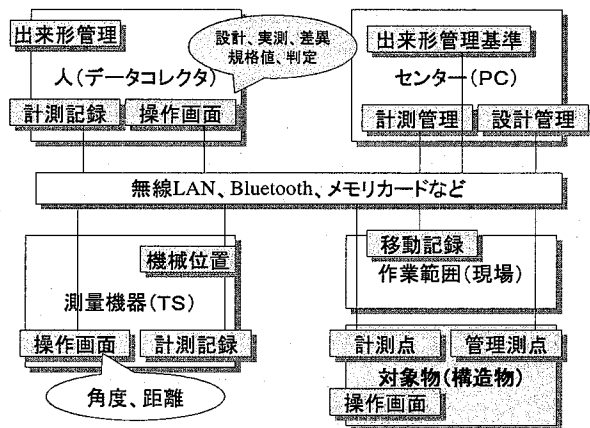 出来形管理
設計、実測、差異
規格値、判定
人(データコレクタ)
計測記録
操作画面
出来形管理基準
センター(PC)
計測管理
設計管理
無線LAN、Bluetooth、メモリカードなど
機械位置
測量機器(TS)
操作画面
計測記録
角度、距離
移動記録
作業範囲(現場)
計測点
管理測点
対象物(構造物)
操作画面